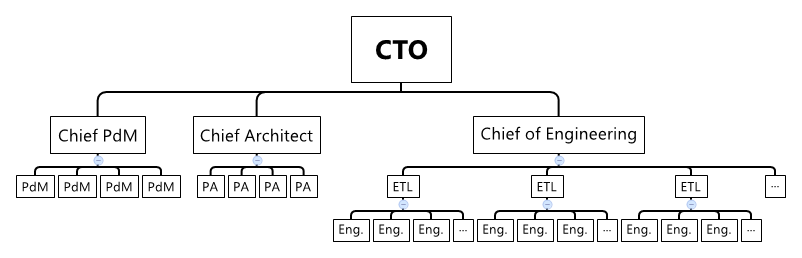 CTO
Chief PdM
Chief Architect
Chief of Engineering
PdM
PdM
PdM
PdM
PA
PA
PA
PA
ETL
ETL
ETL
...
Eng.
Eng.
Eng.
...
Eng.
Eng.
Eng.
...
Eng.
Eng.
Eng.
...